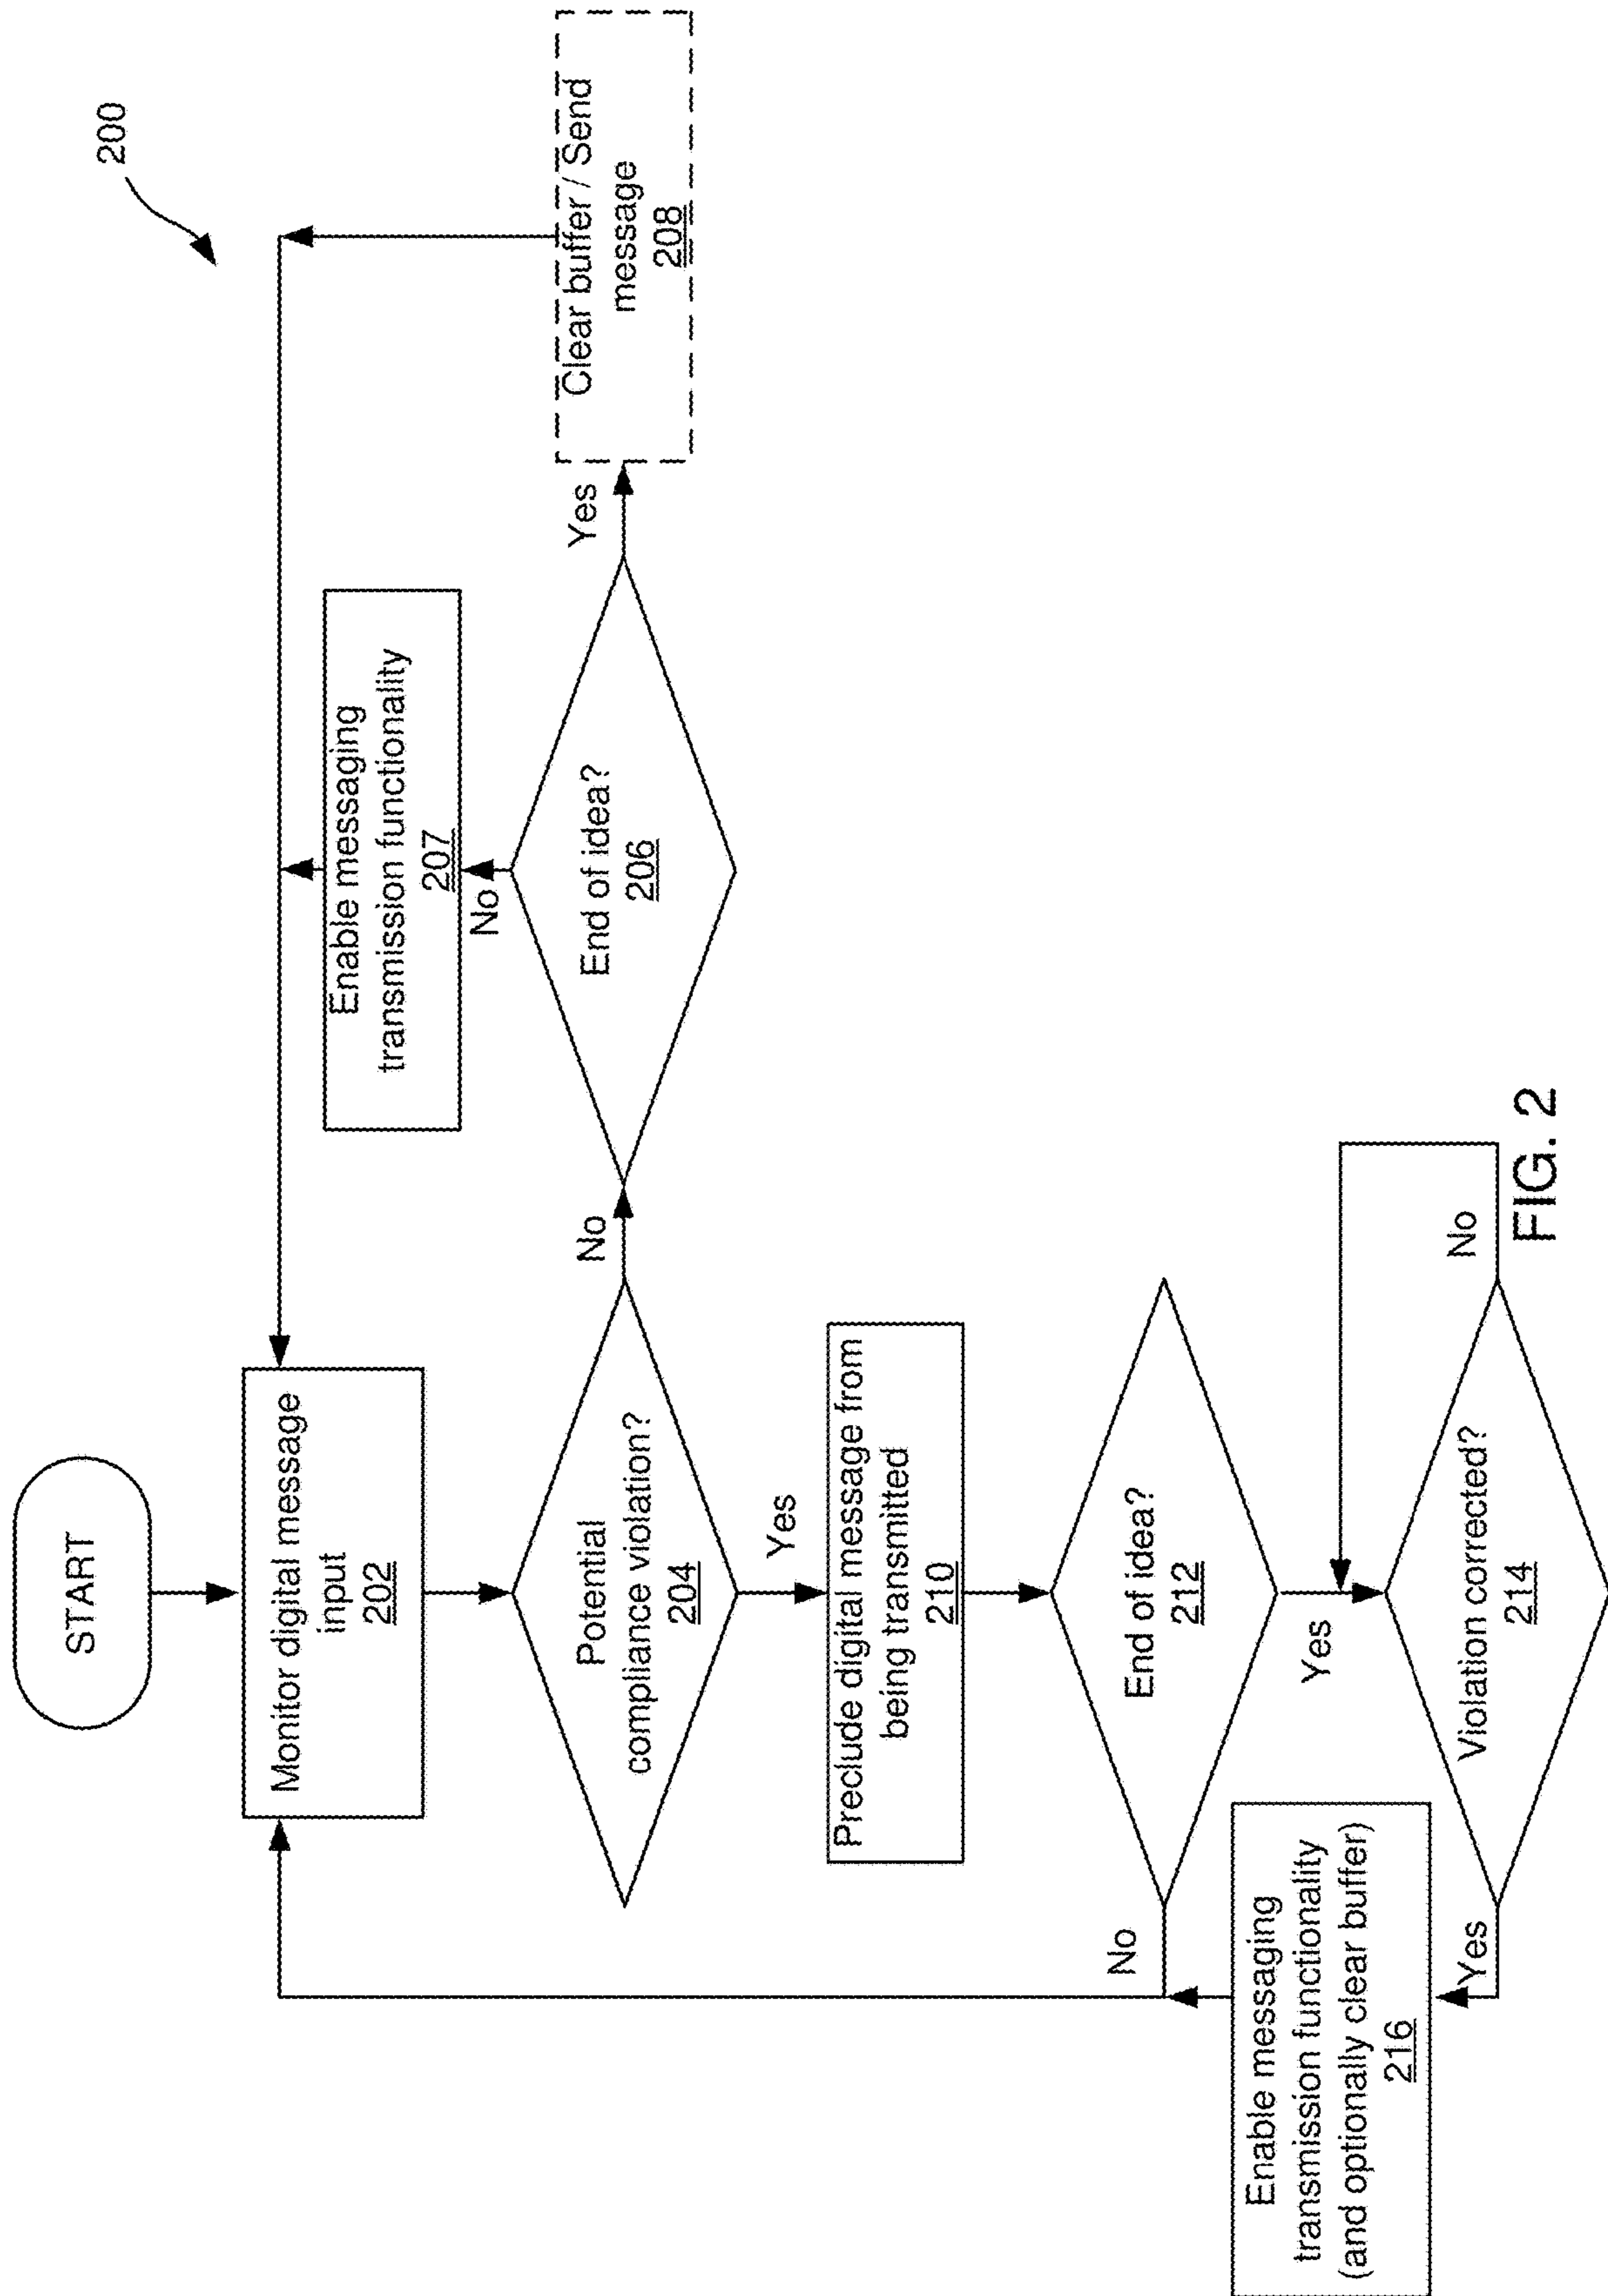 200
START
Monitor digital message
input
202
Potential
compliance violation?
204
No
End of idea?
206
No
Enable messaging
transmission functionality
207
Yes
Clear buffer / Send
message
208
Yes
Preclude digital message from
being transmitted
210
End of idea?
212
No
Yes
Violation corrected?
214
No
Yes
Enable messaging
transmission functionality
(and optionally clear buffer)
216
FIG. 2